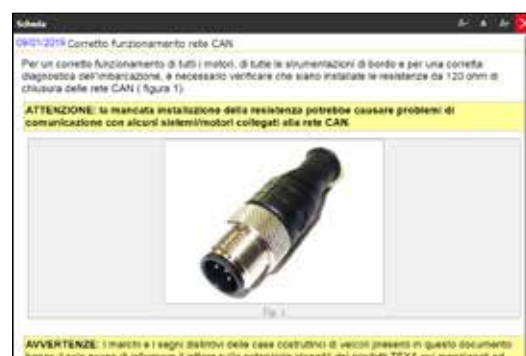 Scheda
09/01/2019 Corretto funzionamento rete CAN
Per un corretto funzionamento di tutti i motori, di tutte le strumentazioni di bordo e per una corretta
diagnostica dell'imbarcazione, è necessario verificare che siano installate le resistenze da 120 ohm di
chiusura delle rete CAN ( figura 1).
ATTENZIONE: la mancata installazione della resistenza potrebbe causare problemi di
comunicazione con alcuni sistemi/motori collegati alla rete CAN.
Fig. 1
AVVERTENZE: I marchi e i segni distintivi delle case costruttrici di veicoli presenti in questo documento